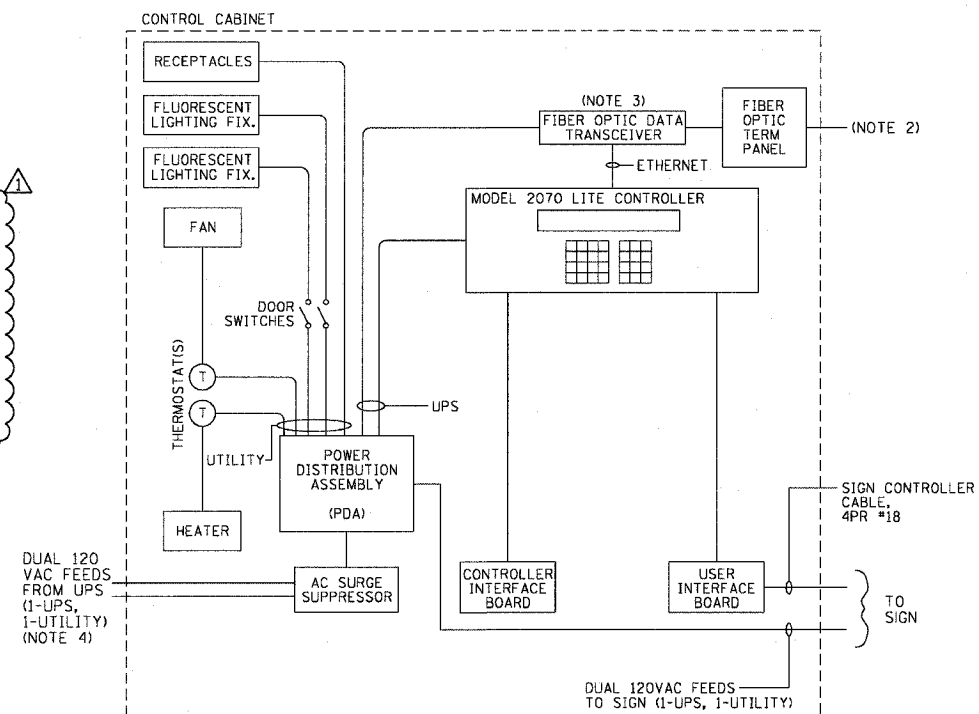 CONTROL CABINET
RECEPTACLES
FLUORESCENT
LIGHTING FIX.
FLUORESCENT
LIGHTING FIX.
1
FAN
DOOR
SWITCHES
THERMOSTAT(S)
T
T
UTILITY
HEATER
UPS
POWER
DISTRIBUTION
ASSEMBLY
(PDA)
AC SURGE
SUPPRESSOR
DUAL 120
VAC FEEDS
FROM UPS
(1-UPS,
1-UTILITY)
(NOTE 4)
(NOTE 3)
FIBER OPTIC DATA
TRANSCEIVER
FIBER
OPTIC
TERM
PANEL
(NOTE 2)
ETHERNET
MODEL 2070 LITE CONTROLLER
CONTROLLER
INTERFACE
BOARD
USER
INTERFACE
BOARD
SIGN CONTROLLER
CABLE,
4PR #18
TO
SIGN
DUAL 120VAC FEEDS
TO SIGN (1-UPS, 1-UTILITY)